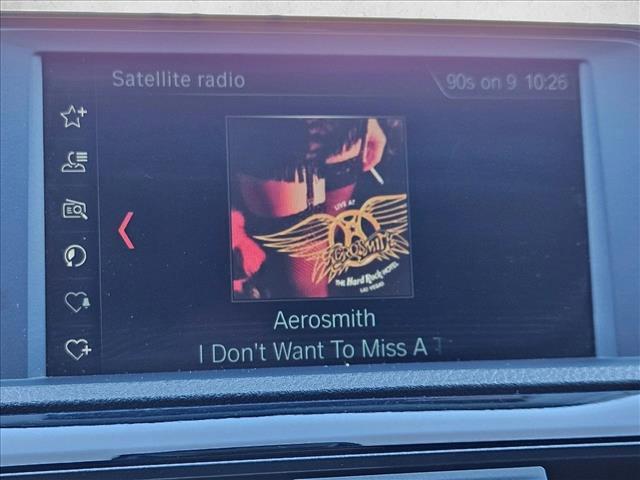 Satellite radio
90s on 9 10:26
LIVE AT
AEROSMITH
THE Hard Rock HOTEL
LAS VEGAS
Aerosmith
I Don't Want To Miss A T